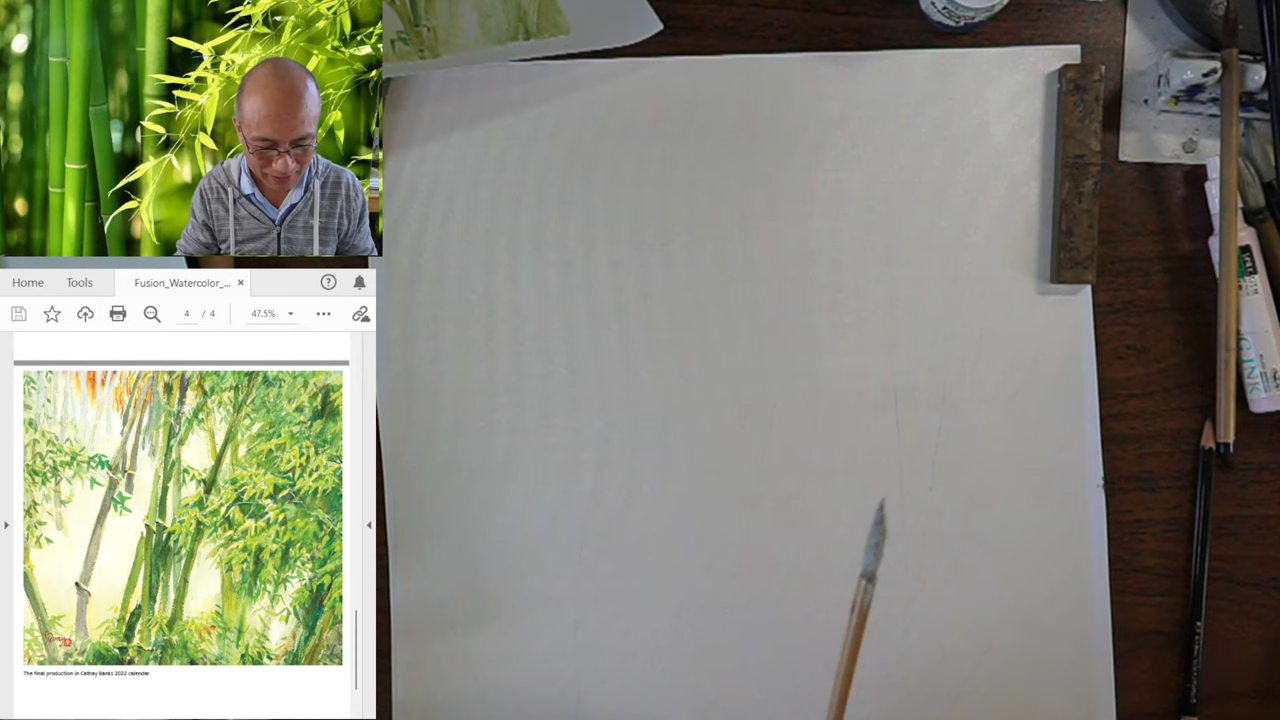 Home Tools Fusion_Watercolor_... ×
4 / 4 47.5%
The final production in Cathay Banks 2022 calendar.